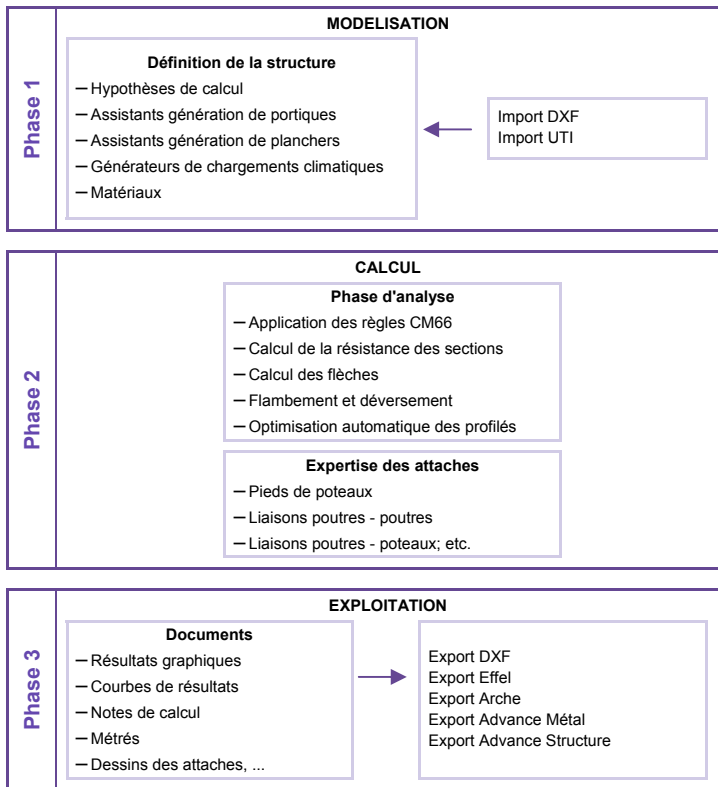 Phase 1
MODELISATION
Définition de la structure
— Hypothèses de calcul
— Assistants génération de portiques
— Assistants génération de planchers
— Générateurs de chargements climatiques
— Matériaux
Import DXF
Import UTI
Phase 2
CALCUL
Phase d'analyse
— Application des règles CM66
— Calcul de la résistance des sections
— Calcul des flèches
— Flambement et déversement
— Optimisation automatique des profilés
Expertise des attaches
— Pieds de poteaux
— Liaisons poutres - poutres
— Liaisons poutres - poteaux; etc.
Phase 3
EXPLOITATION
Documents
— Résultats graphiques
— Courbes de résultats
— Notes de calcul
— Métrés
— Dessins des attaches, ...
Export DXF
Export Effel
Export Arche
Export Advance Métal
Export Advance Structure